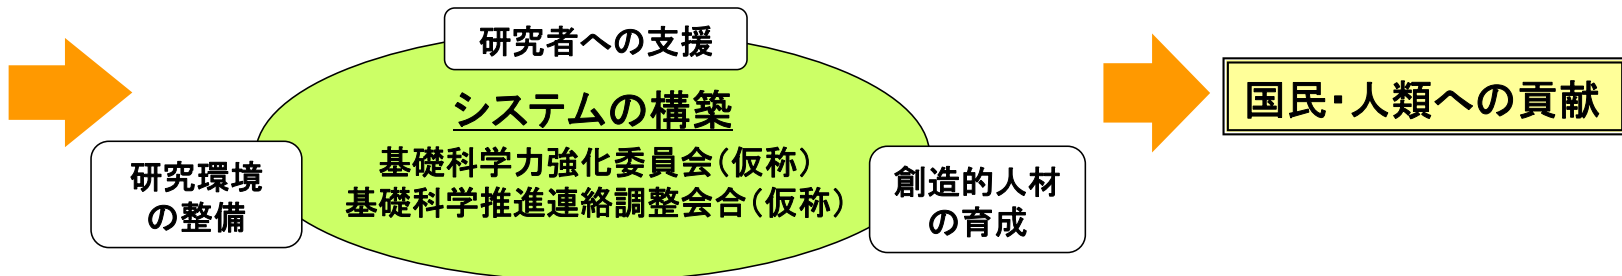 研究者への支援
システムの構築
基礎科学力強化委員会（仮称）
基礎科学推進連絡調整会合（仮称）
研究環境
の整備
創造的人材
の育成
国民・人類への貢献